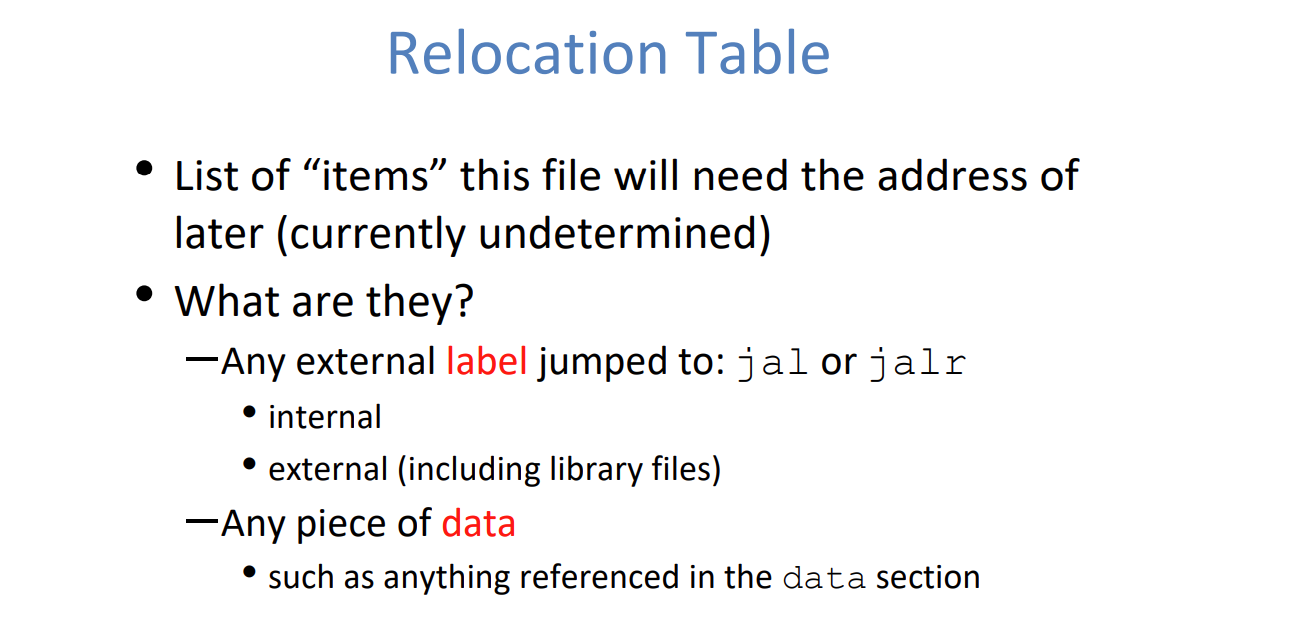 Relocation Table
• List of “items” this file will need the address of
later (currently undetermined)
• What are they?
—Any external label jumped to: jal or jalr
• internal
• external (including library files)
—Any piece of data
• such as anything referenced in the data section